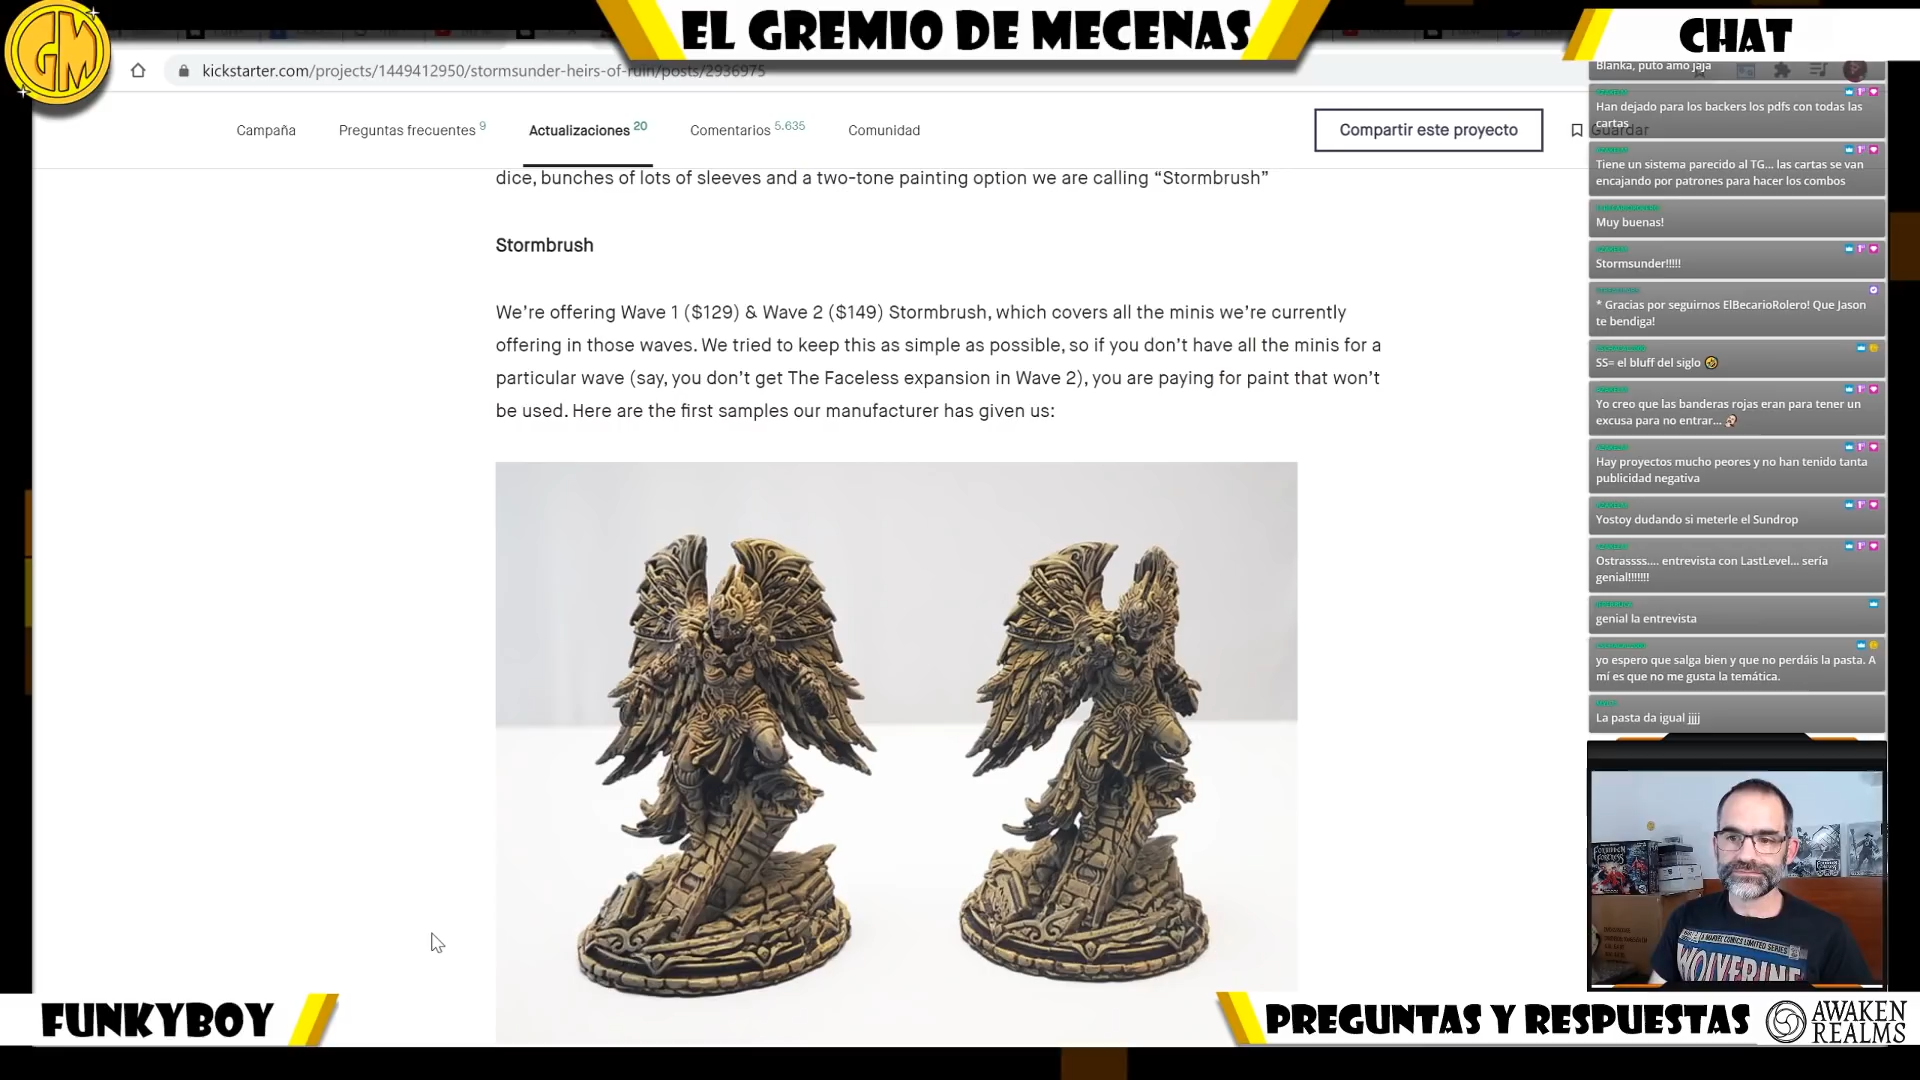 EL GREMIO DE MECENAS
CHAT
GM
kickstarter.com/projects/1449412950/stormsunder-heirs-of-ruin/posts/2936975
Campaña
Preguntas frecuentes 9
Actualizaciones 20
Comentarios 5.635
Comunidad
Compartir este proyecto
Guardar
dice, bunches of lots of sleeves and a two-tone painting option we are calling “Stormbrush”
Stormbrush
We’re offering Wave 1 ($129) & Wave 2 ($149) Stormbrush, which covers all the minis we’re currently
offering in those waves. We tried to keep this as simple as possible, so if you don’t have all the minis for a
particular wave (say, you don’t get The Faceless expansion in Wave 2), you are paying for paint that won’t
be used. Here are the first samples our manufacturer has given us:
Blanka, puto amo jaja
Han dejado para los backers los pdfs con todas las
cartas
Tiene un sistema parecido al TG... las cartas se van
encajando por patrones para hacer los combos
Muy buenas!
Stormsunder!!!!!
* Gracias por seguirnos ElBecarioRolero! Que Jason
te bendiga!
SS= el bluff del siglo
Yo creo que las banderas rojas eran para tener un
excusa para no entrar...
Hay proyectos mucho peores y no han tenido tanta
publicidad negativa
Yostoy dudando si meterle el Sundrop
Ostrassss.... entrevista con LastLevel... sería
genial!!!!!!!
genial la entrevista
yo espero que salga bien y que no perdáis la pasta. A
mí es que no me gusta la temática.
La pasta da igual jjjj
FORBIDDEN
FORTRESS
A MARVEL COMICS LIMITED SERIES
WOLVERINE
FUNKYBOY
PREGUNTAS Y RESPUESTAS
AWAKEN
REALMS